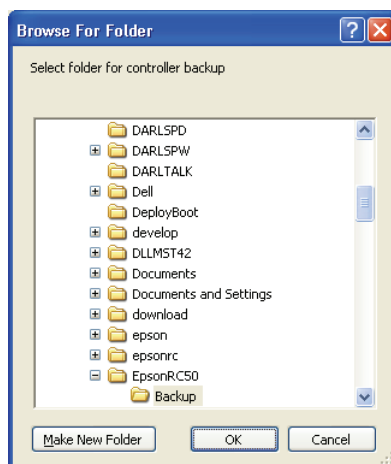 Browse For Folder
Select folder for controller backup
DARLSPD
DARLSPW
DARLTALK
Dell
DeployBoot
develop
DLLMST42
Documents
Documents and Settings
download
epson
epsonrc
EpsonRC50
Backup
Make New Folder OK Cancel